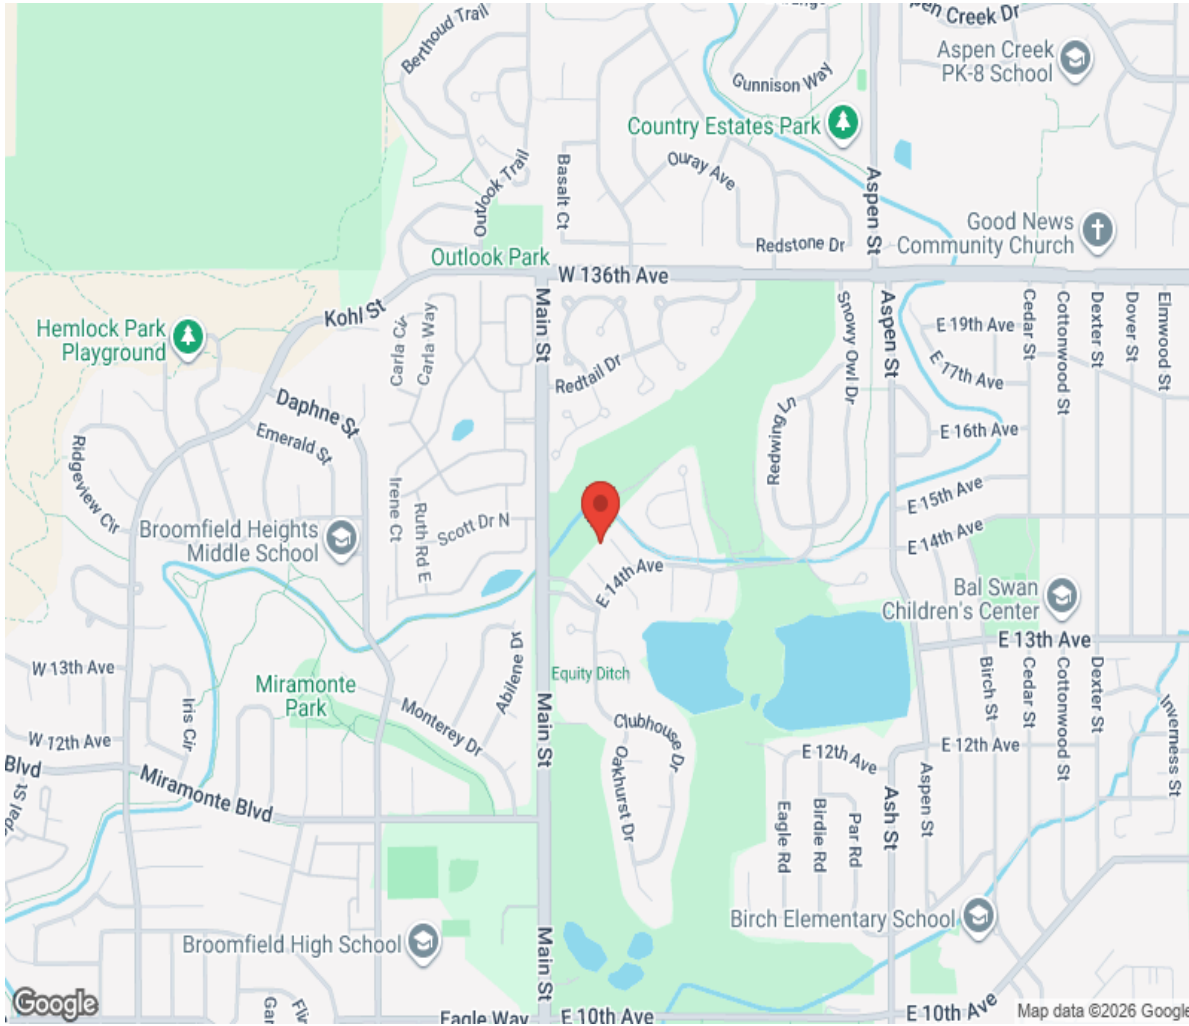 pen Creek Dr
Berthoud Trail
Aspen Creek
PK-8 School
Gunnison Way
Country Estates Park
Ouray Ave
Basalt Ct
Outlook Trail
Aspen St
Good News
Community Church
Redstone Dr
Outlook Park
W 136th Ave
Kohl St
Main St
Carla Cir
Carla Way
Hemlock Park
Playground
Snowy Owl Dr
Aspen St
E 19th Ave
Cedar St
Cottonwood St
Dexter St
Dover St
Elmwood St
E 17th Ave
Redtail Dr
Daphne St
Emerald St
Redwing Ln
E 16th Ave
Ridgeview Cir
Irene Ct
Ruth Rd E
Scott Dr N
E 15th Ave
Broomfield Heights
Middle School
E 14th Ave
E 14th Ave
Bal Swan
Children's Center
E 13th Ave
W 13th Ave
Abilene Dr
Equity Ditch
Miramonte
Park
Iris Cir
Monterey Dr
Main St
Clubhouse Dr
Oakhurst Dr
Birch St
Cedar St
Cottonwood St
Dexter St
Inverness St
W 12th Ave
E 12th Ave
E 12th Ave
Blvd
Miramonte Blvd
pal St
Eagle Rd
Birdie Rd
Par Rd
Ash St
Aspen St
Birch Elementary School
Broomfield High School
Main St
Google
Eagle Way
E 10th Ave
E 10th Ave
Map data ©2026 Google